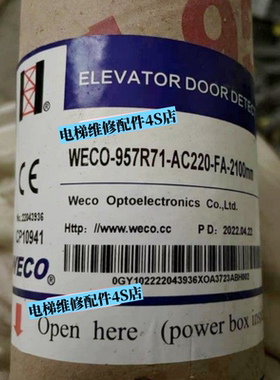 ELEVATOR DOOR DETEC
电梯维修配件4S店
WECO-957R71-AC220-FA-2100mm
Weco Optoelectronics Co.,Ltd.
Http://www.weco.cc PD: 2022.04.22
No.: 22043936
CP10941
CE
WECO
电梯维修配件4S店
Open here (power box ins